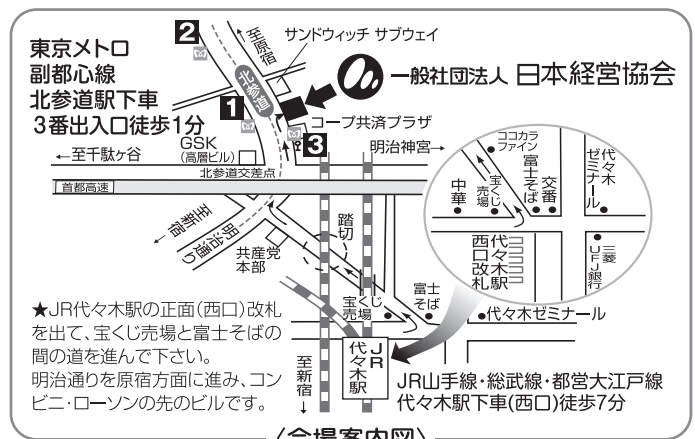 東京メトロ
副都心線
北参道駅下車
3番出入口徒歩1分
2
至原宿
サンドウィッチ サブウェイ
北参道
一般社団法人 日本経営協会
1
コープ共済プラザ
3
GSK
(高層ビル)
←至千駄ヶ谷
明治神宮→
北参道交差点
首都高速
至新宿
明治通り
共産党
本部
踏切
宝くじ
売場
富士
そば
代々木ゼミナール
ココカラ
ファイン
中華
宝くじ
売場
富士そば
交番
代々木
ゼミナール
代々木駅
西口改札
三菱
UFJ銀行
★JR代々木駅の正面(西口)改札
を出て、宝くじ売場と富士そばの
間の道を進んで下さい。
明治通りを原宿方面に進み、コン
ビニ・ローソンの先のビルです。
至新宿
↓
JR
代々木駅
JR山手線・総武線・都営大江戸線
代々木駅下車(西口)徒歩7分
〈会場案内図〉